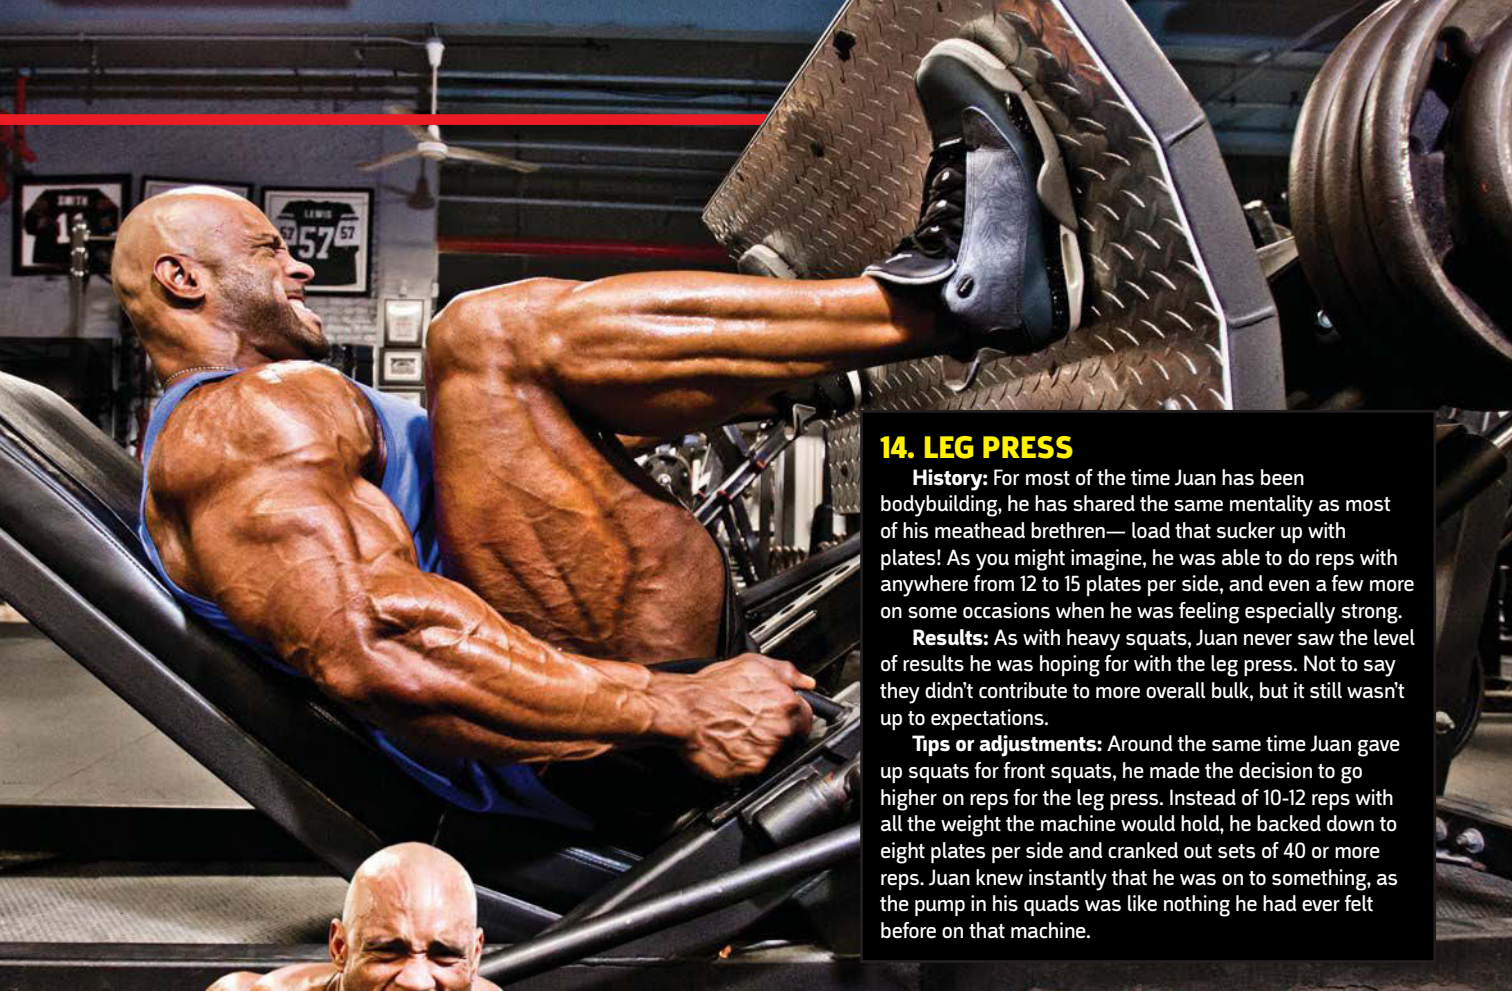 SMITH
1
LEWIS
57 57 57
14. LEG PRESS
History: For most of the time Juan has been
bodybuilding, he has shared the same mentality as most
of his meathead brethren— load that sucker up with
plates! As you might imagine, he was able to do reps with
anywhere from 12 to 15 plates per side, and even a few more
on some occasions when he was feeling especially strong.
Results: As with heavy squats, Juan never saw the level
of results he was hoping for with the leg press. Not to say
they didn't contribute to more overall bulk, but it still wasn't
up to expectations.
Tips or adjustments: Around the same time Juan gave
up squats for front squats, he made the decision to go
higher on reps for the leg press. Instead of 10-12 reps with
all the weight the machine would hold, he backed down to
eight plates per side and cranked out sets of 40 or more
reps. Juan knew instantly that he was on to something, as
the pump in his quads was like nothing he had ever felt
before on that machine.